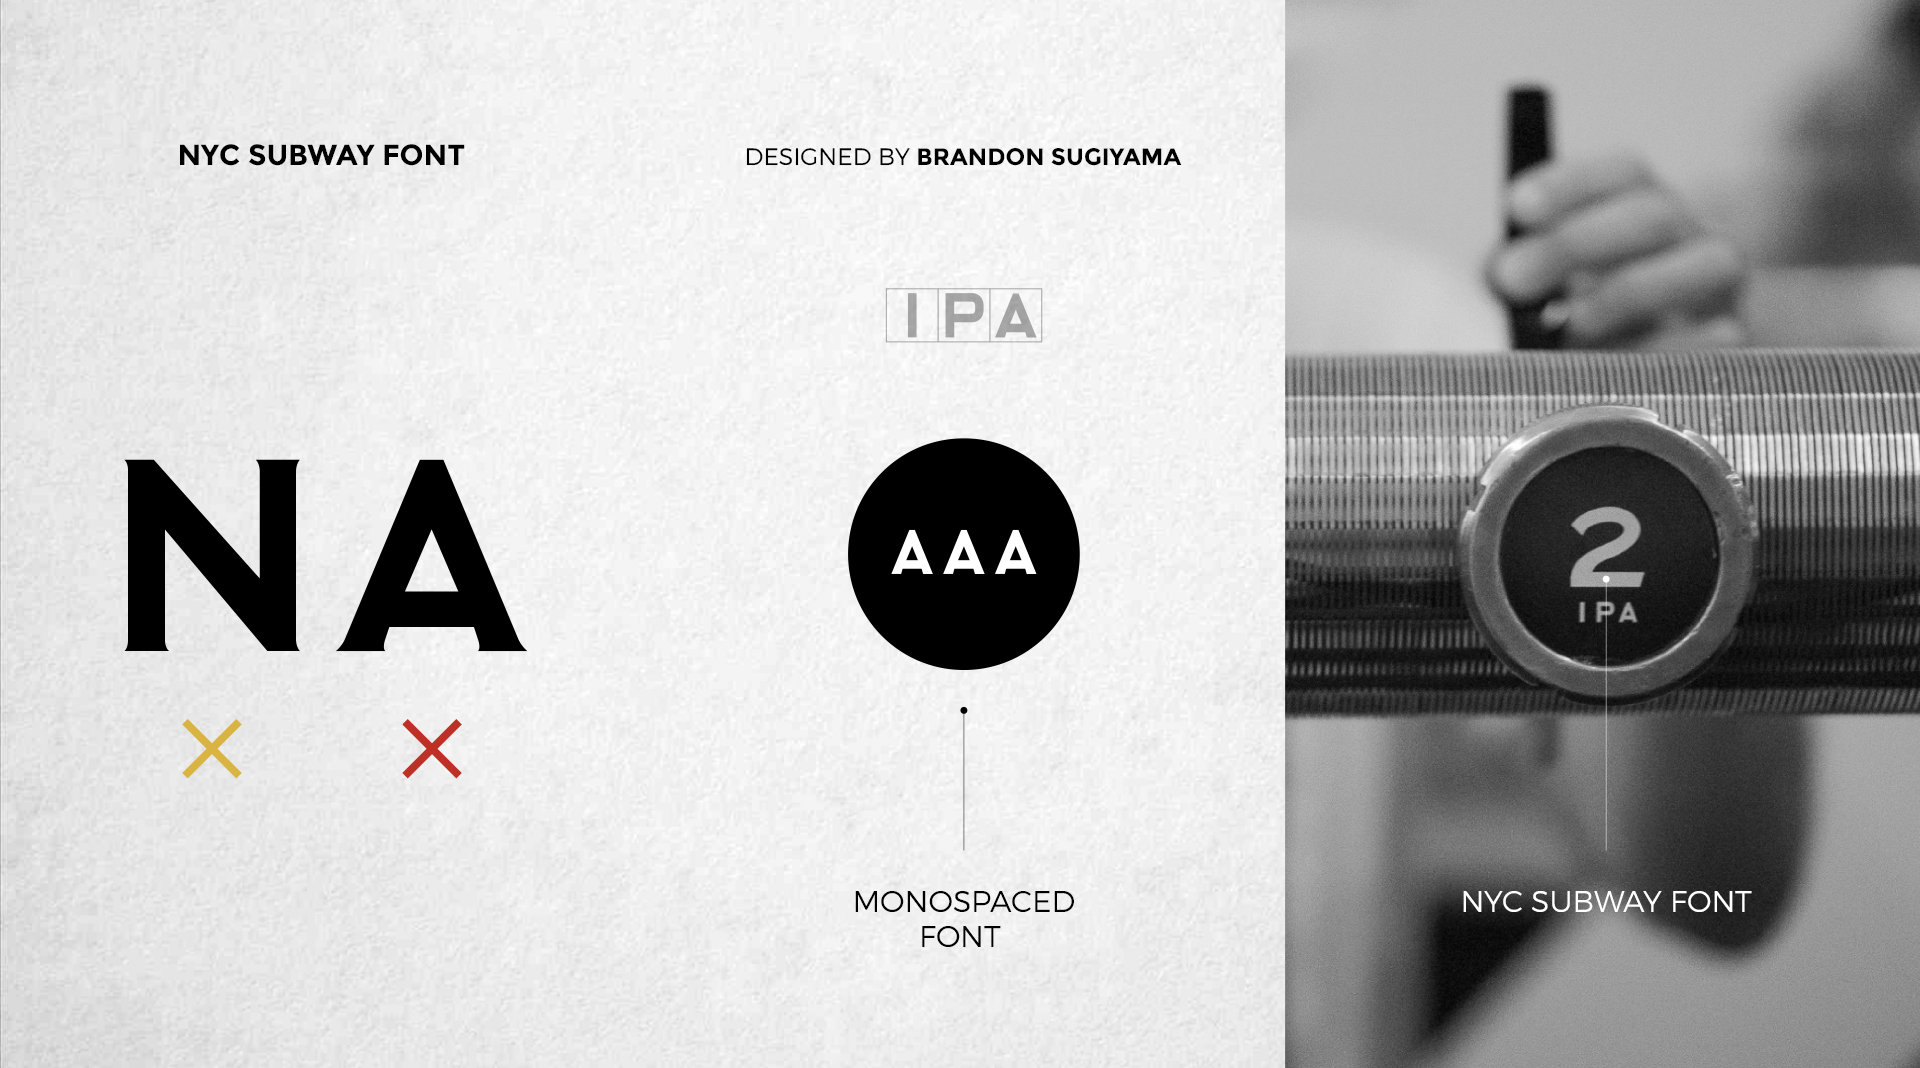 NYC SUBWAY FONT
DESIGNED BY BRANDON SUGIYAMA
IPA
NA
AAA
MONOSPACED
FONT
2
IPA
NYC SUBWAY FONT